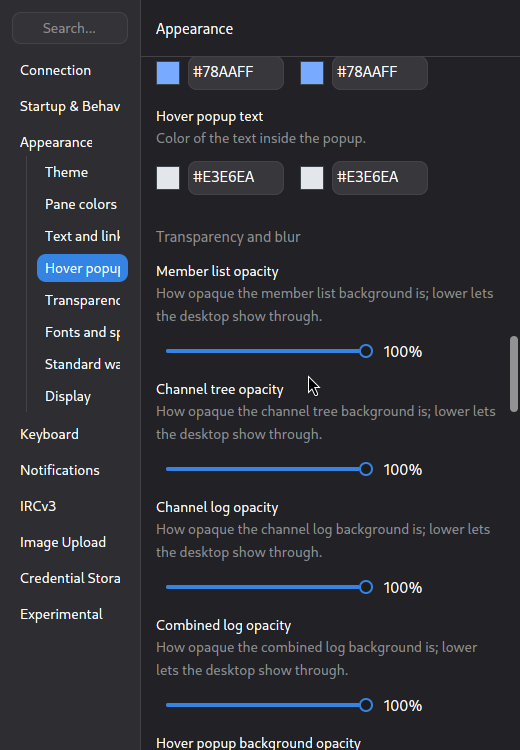 Search...
Connection
Startup & Behav
Appearance
Theme
Pane colors
Text and link
Hover popup
Transparenc
Fonts and sp
Standard wa
Display
Keyboard
Notifications
IRCv3
Image Upload
Credential Stora
Experimental
Appearance
#78AAFF #78AAFF
Hover popup text
Color of the text inside the popup.
#E3E6EA #E3E6EA
Transparency and blur
Member list opacity
How opaque the member list background is; lower lets
the desktop show through.
100%
Channel tree opacity
How opaque the channel tree background is; lower lets
the desktop show through.
100%
Channel log opacity
How opaque the channel log background is; lower lets
the desktop show through.
100%
Combined log opacity
How opaque the combined log background is; lower
lets the desktop show through.
100%
Hover popup background opacity